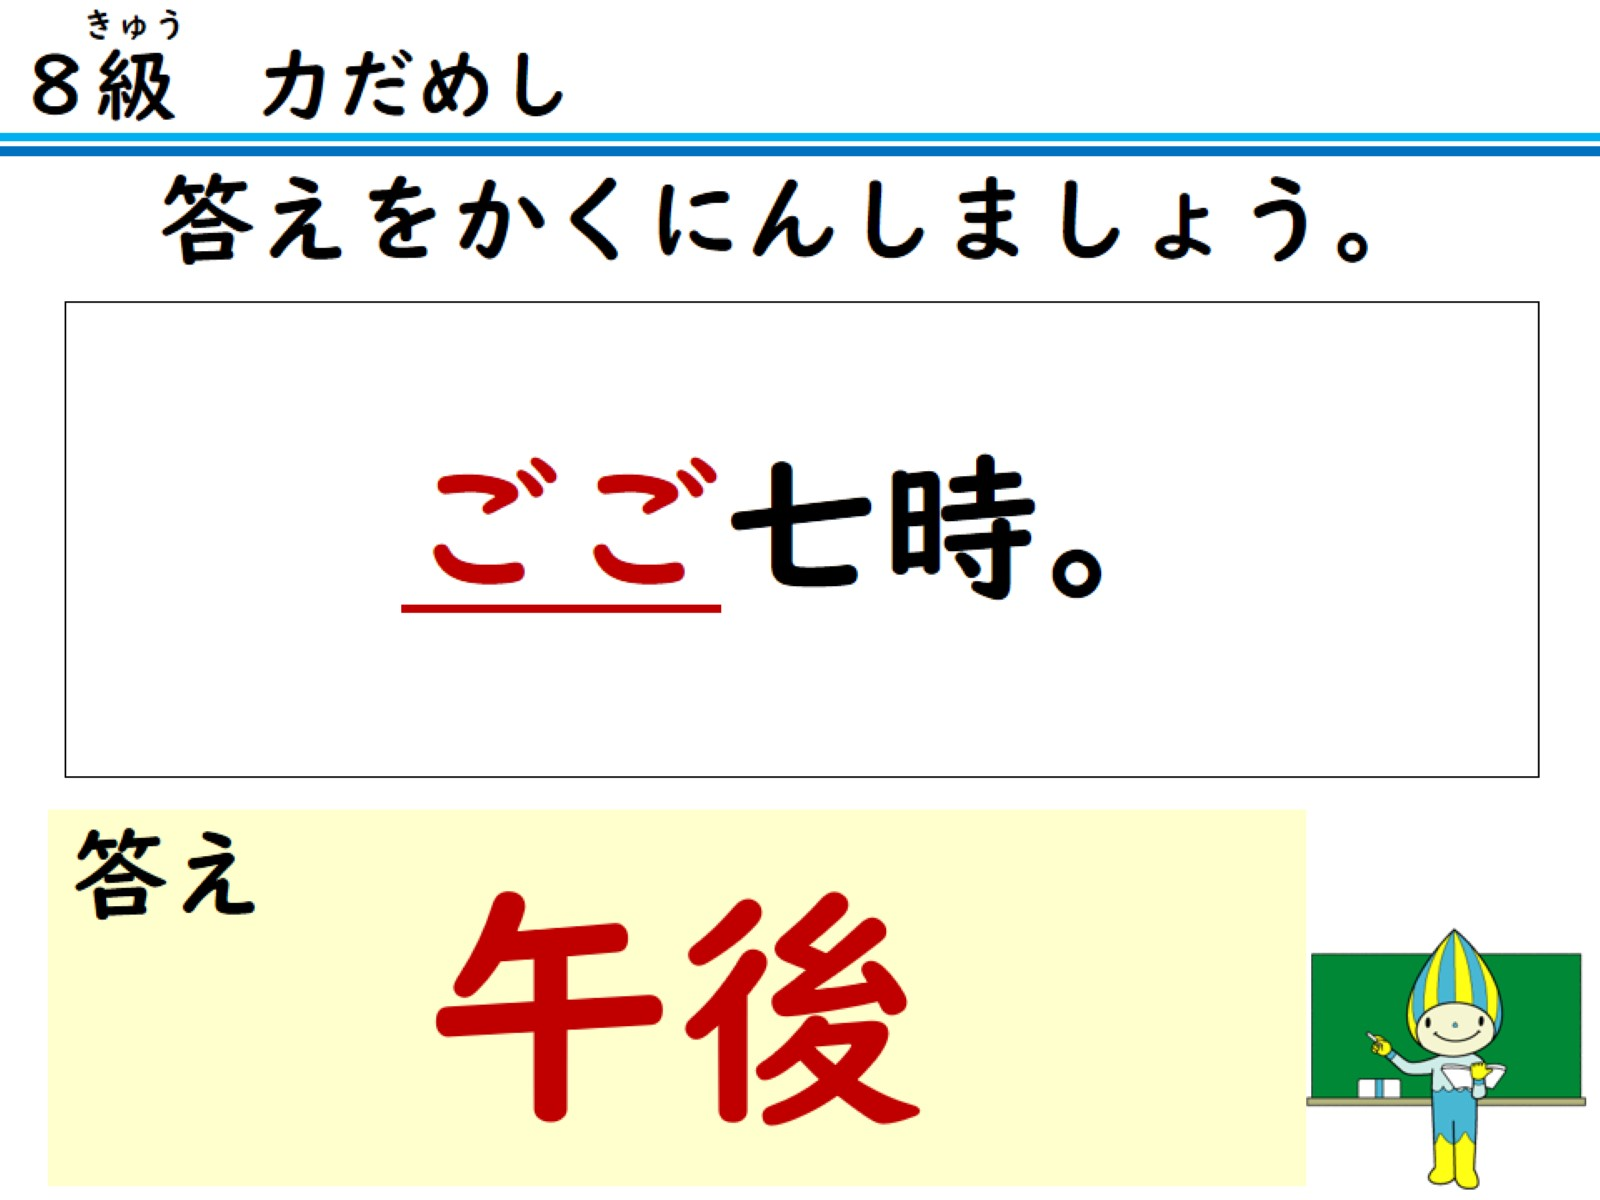 きゅう
８級　力だめし
答えをかくにんしましょう。
ごご七時。
答え
午後